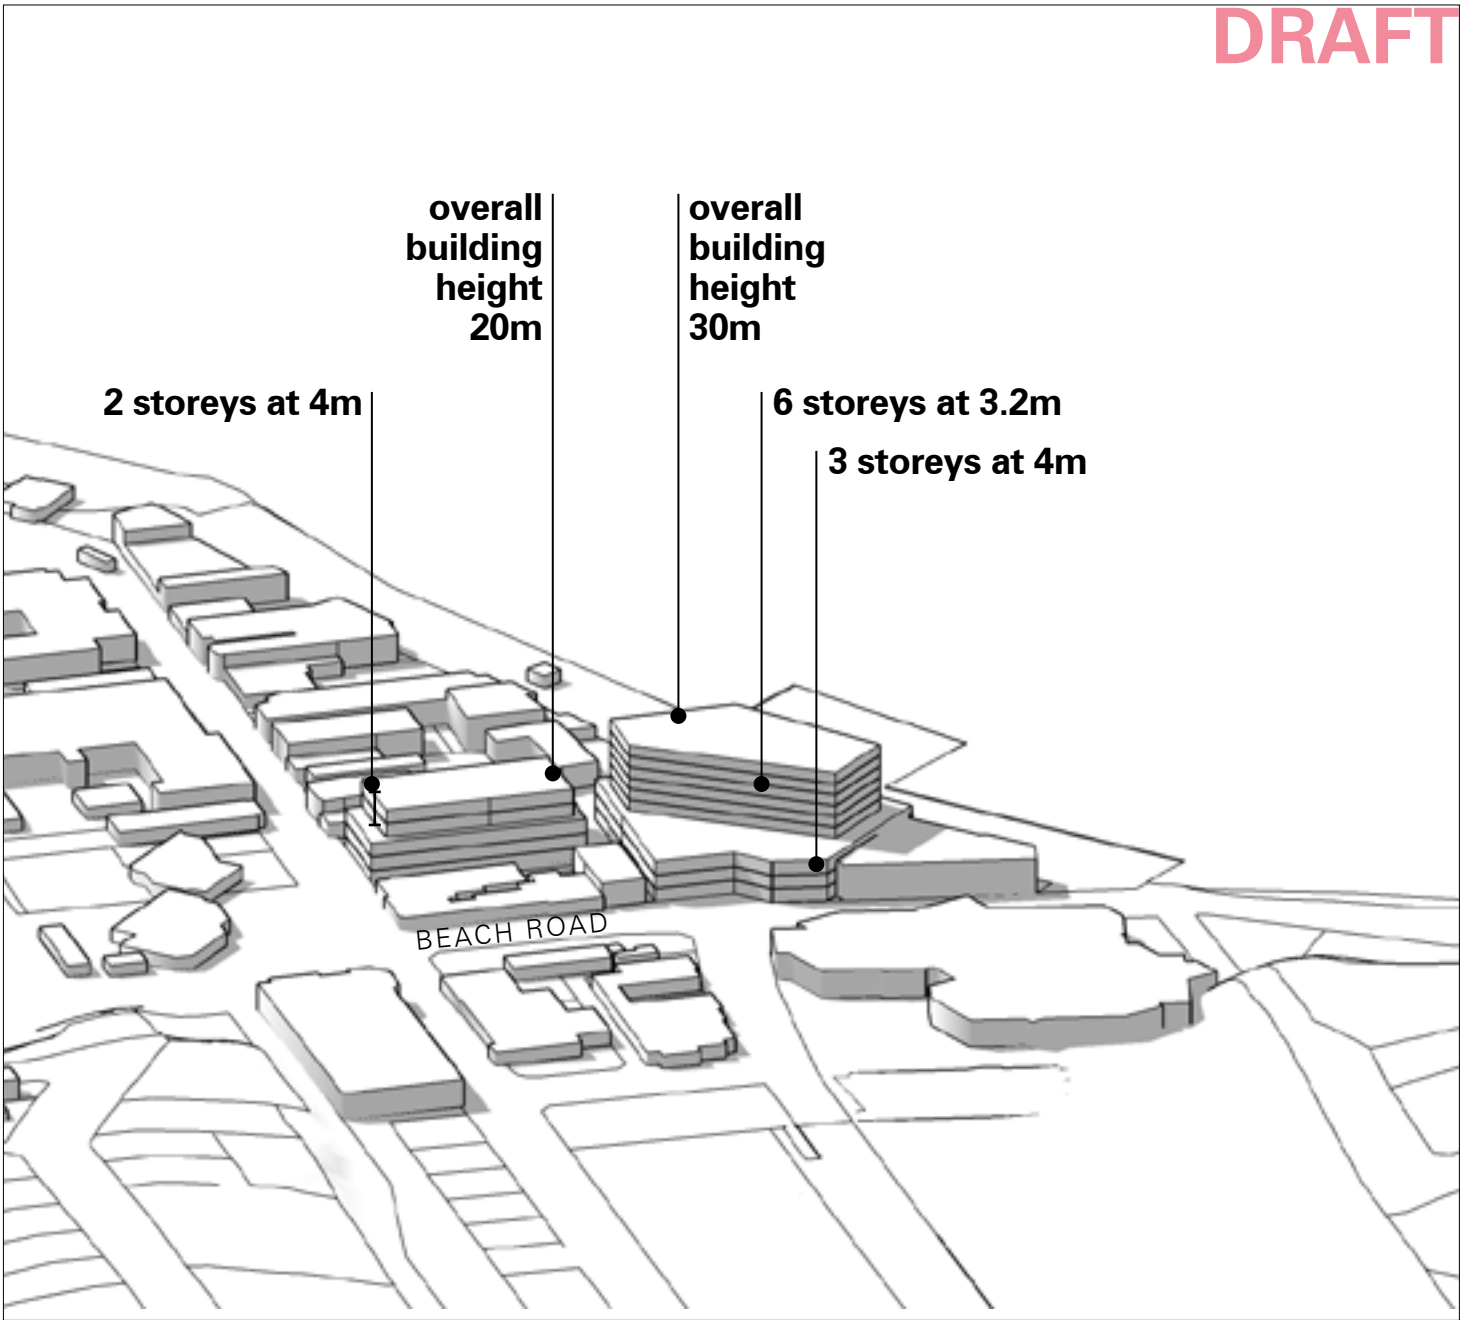 DRAFT
overall
building
height
20m
overall
building
height
30m
2 storeys at 4m
6 storeys at 3.2m
3 storeys at 4m
BEACH ROAD